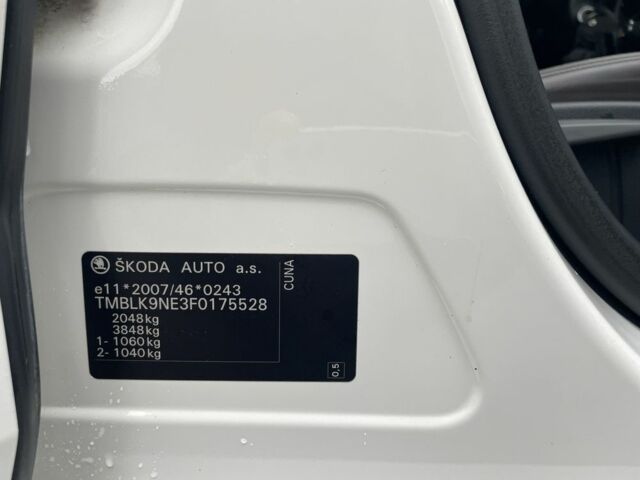 ŠKODA AUTO a.s.
e11*2007/46*0243
TMBLK9NE3F0175528
2048kg
3848kg
1- 1060kg
2- 1040kg
CUNA
0,5